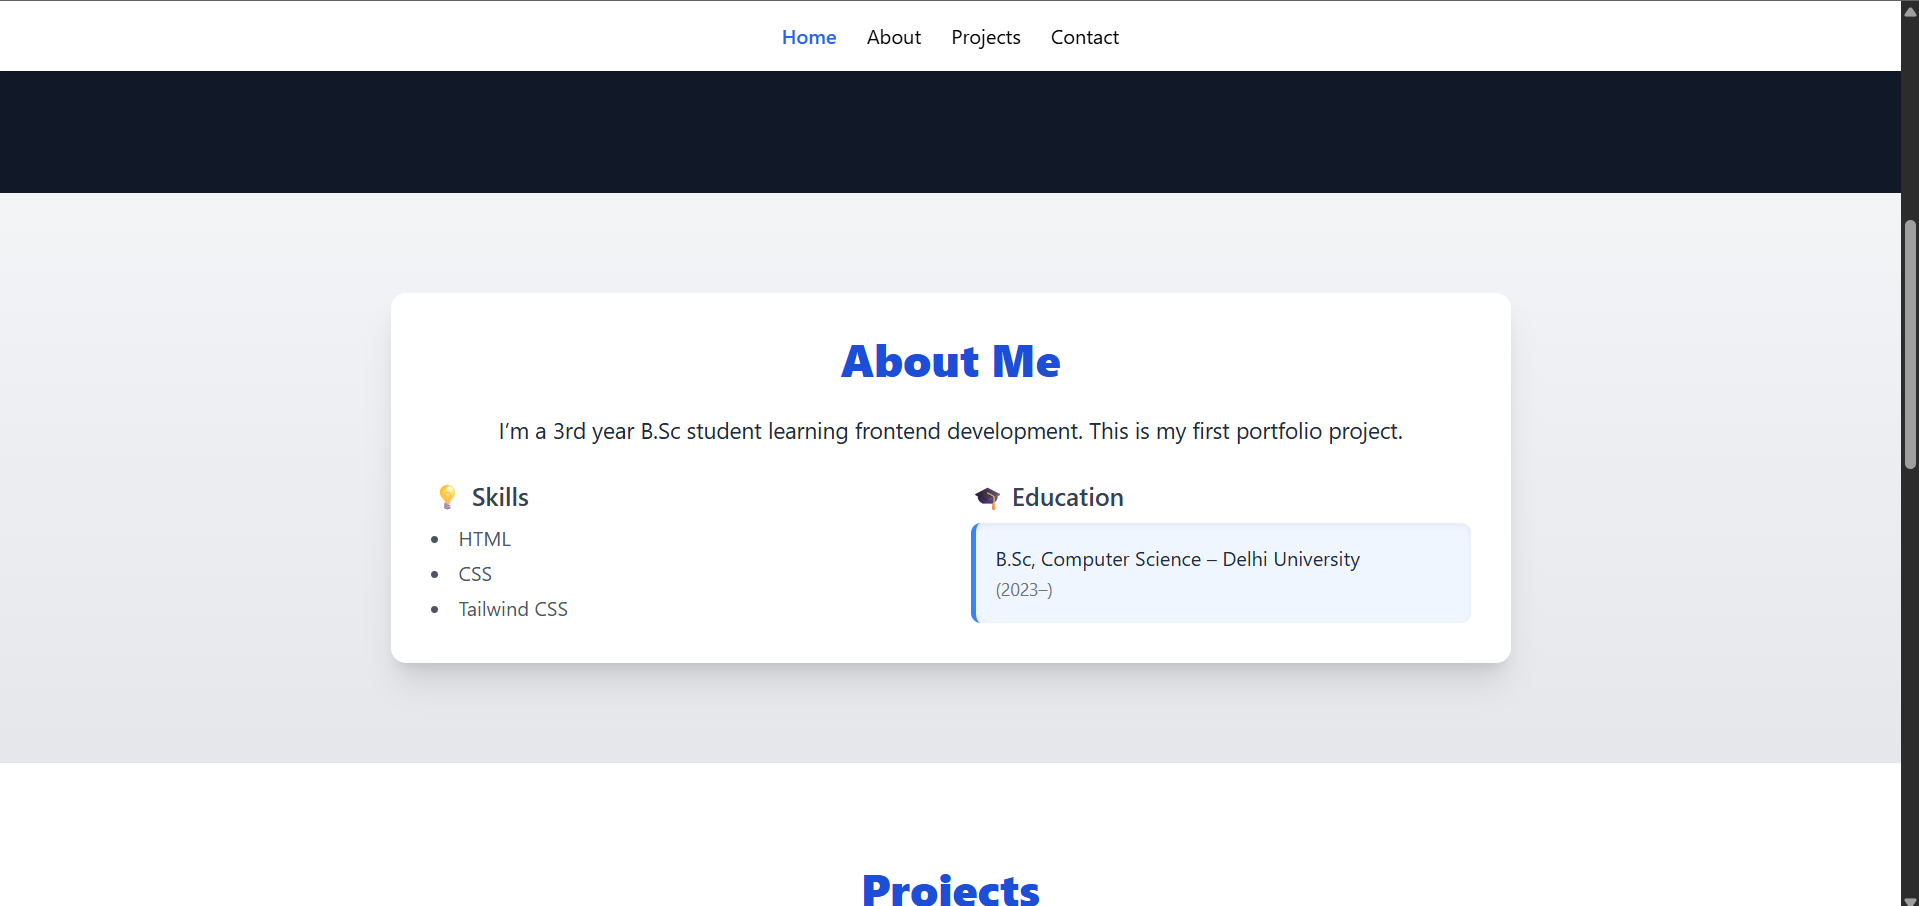 Home About Projects Contact
About Me
I’m a 3rd year B.Sc student learning frontend development. This is my first portfolio project.
💡 Skills
• HTML
• CSS
• Tailwind CSS
🎓 Education
B.Sc, Computer Science – Delhi University
(2023–)
Projects